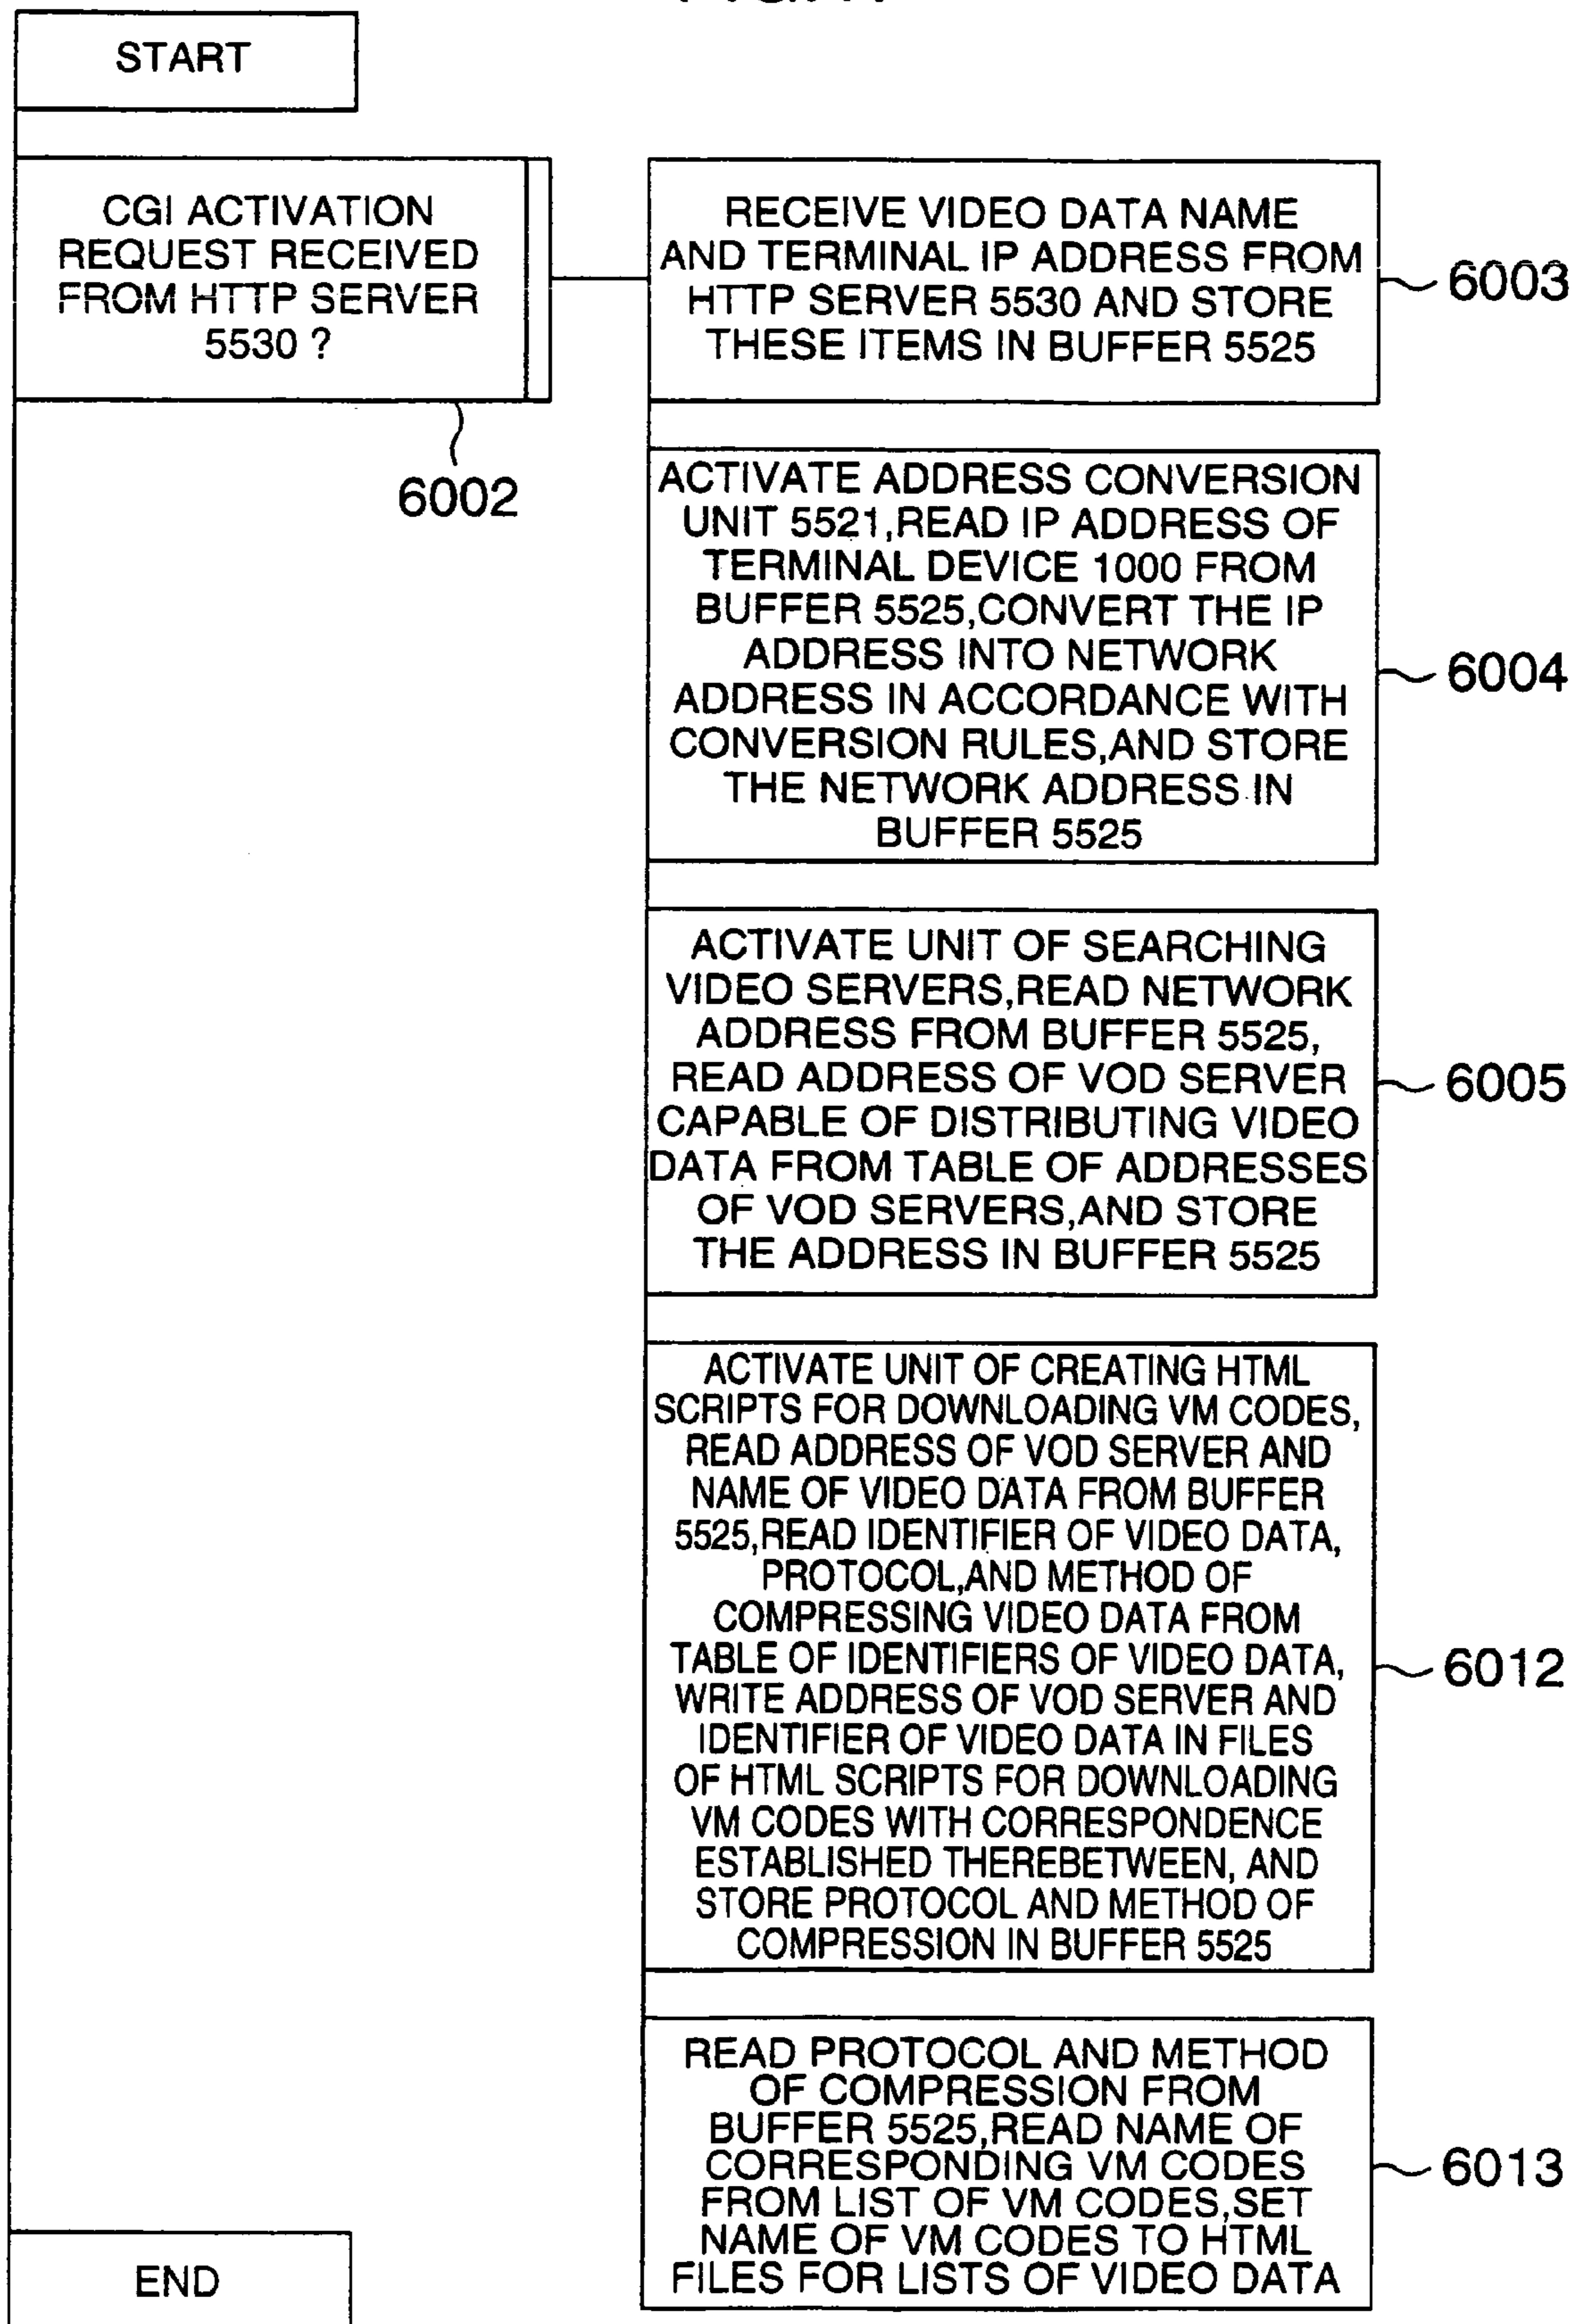 START
CGI ACTIVATION
REQUEST RECEIVED
FROM HTTP SERVER
5530 ?
6002
RECEIVE VIDEO DATA NAME
AND TERMINAL IP ADDRESS FROM
HTTP SERVER 5530 AND STORE
THESE ITEMS IN BUFFER 5525
6003
ACTIVATE ADDRESS CONVERSION
UNIT 5521,READ IP ADDRESS OF
TERMINAL DEVICE 1000 FROM
BUFFER 5525,CONVERT THE IP
ADDRESS INTO NETWORK
ADDRESS IN ACCORDANCE WITH
CONVERSION RULES,AND STORE
THE NETWORK ADDRESS IN
BUFFER 5525
6004
ACTIVATE UNIT OF SEARCHING
VIDEO SERVERS,READ NETWORK
ADDRESS FROM BUFFER 5525,
READ ADDRESS OF VOD SERVER
CAPABLE OF DISTRIBUTING VIDEO
DATA FROM TABLE OF ADDRESSES
OF VOD SERVERS,AND STORE
THE ADDRESS IN BUFFER 5525
6005
ACTIVATE UNIT OF CREATING HTML
SCRIPTS FOR DOWNLOADING VM CODES,
READ ADDRESS OF VOD SERVER AND
NAME OF VIDEO DATA FROM BUFFER
5525,READ IDENTIFIER OF VIDEO DATA,
PROTOCOL,AND METHOD OF
COMPRESSING VIDEO DATA FROM
TABLE OF IDENTIFIERS OF VIDEO DATA,
WRITE ADDRESS OF VOD SERVER AND
IDENTIFIER OF VIDEO DATA IN FILES
OF HTML SCRIPTS FOR DOWNLOADING
VM CODES WITH CORRESPONDENCE
ESTABLISHED THEREBETWEEN, AND
STORE PROTOCOL AND METHOD OF
COMPRESSION IN BUFFER 5525
6012
READ PROTOCOL AND METHOD
OF COMPRESSION FROM
BUFFER 5525,READ NAME OF
CORRESPONDING VM CODES
FROM LIST OF VM CODES,SET
NAME OF VM CODES TO HTML
FILES FOR LISTS OF VIDEO DATA
6013
END